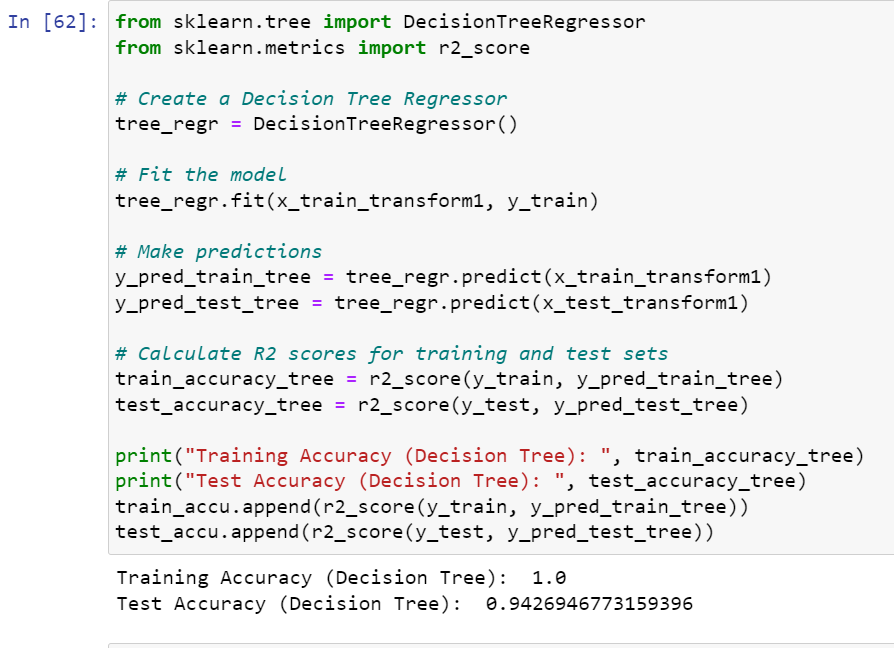 In [62]: from sklearn.tree import DecisionTreeRegressor
from sklearn.metrics import r2_score
# Create a Decision Tree Regressor
tree_regr = DecisionTreeRegressor()
# Fit the model
tree_regr.fit(x_train_transform1, y_train)
# Make predictions
y_pred_train_tree = tree_regr.predict(x_train_transform1)
y_pred_test_tree = tree_regr.predict(x_test_transform1)
# Calculate R2 scores for training and test sets
train_accuracy_tree = r2_score(y_train, y_pred_train_tree)
test_accuracy_tree = r2_score(y_test, y_pred_test_tree)
print("Training Accuracy (Decision Tree): ", train_accuracy_tree)
print("Test Accuracy (Decision Tree): ", test_accuracy_tree)
train_accu.append(r2_score(y_train, y_pred_train_tree))
test_accu.append(r2_score(y_test, y_pred_test_tree))
Training Accuracy (Decision Tree):  1.0
Test Accuracy (Decision Tree):  0.9426946773159396